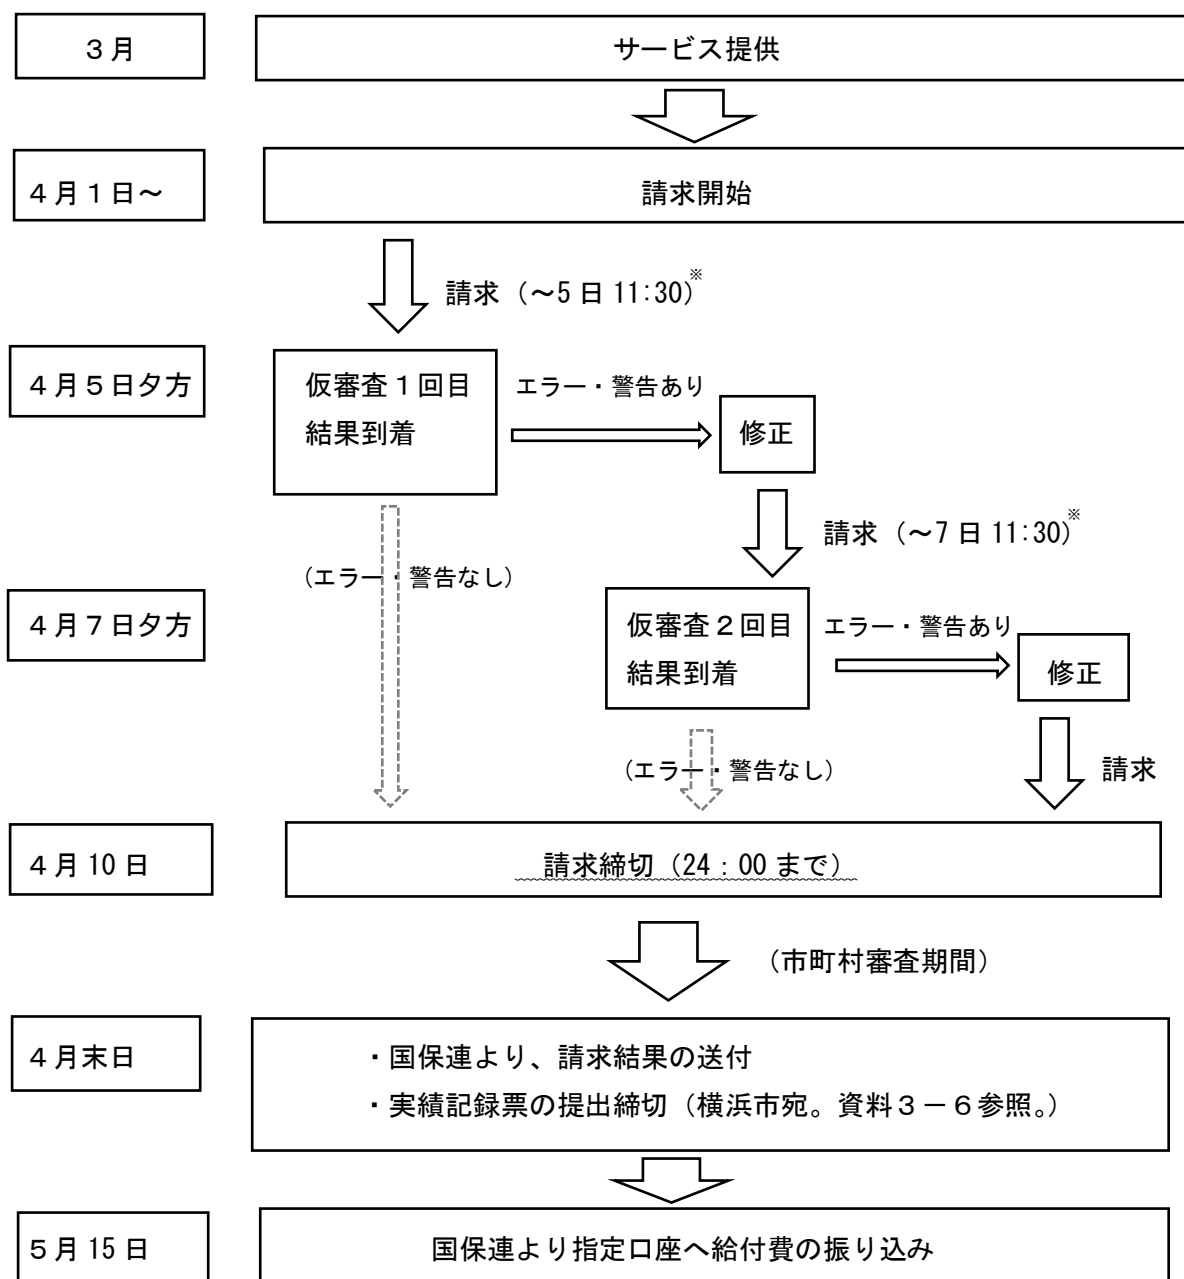 ３月
サービス提供
４月１日～
請求開始
請求（～5 日 11:30)※
４月５日夕方
仮審査１回目
結果到着
エラー・警告あり
修正
請求（～7 日 11:30)※
（エラー・警告なし）
４月７日夕方
仮審査２回目
結果到着
エラー・警告あり
修正
（エラー・警告なし）
請求
４月 10 日
請求締切（24：00 まで）
（市町村審査期間）
４月末日
・国保連より、請求結果の送付
・実績記録票の提出締切（横浜市宛。資料３－６参照。）
５月 15 日
国保連より指定口座へ給付費の振り込み